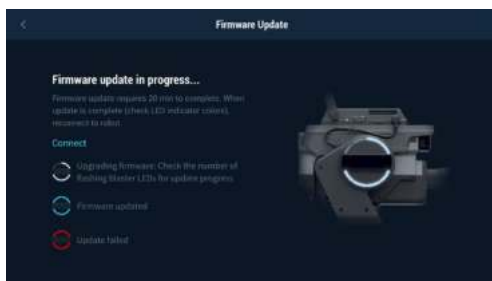 Firmware Update
Firmware update in progress...
Firmware update requires 20 min to complete. When
update is complete (check LED indicator colors),
reconnect to robot.
Connect
Upgrading firmware. Check the number of
flashing blaster LEDs for update progress
Firmware updated
Update failed